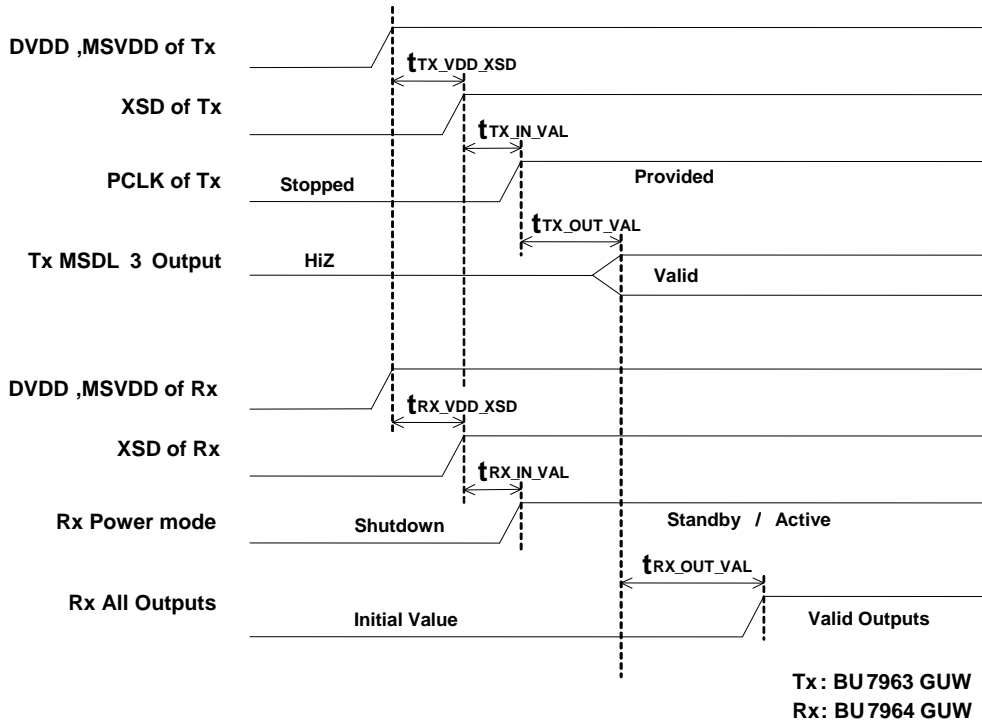 DVDD ,MSVDD of Tx
tTX_VDD_XSD
XSD of Tx
tTX_IN_VAL
PCLK of Tx
Stopped
Provided
tTX_OUT_VAL
Tx MSDL 3 Output
HiZ
Valid
DVDD ,MSVDD of Rx
tRX_VDD_XSD
XSD of Rx
tRX_IN_VAL
Rx Power mode
Shutdown
Standby / Active
tRX_OUT_VAL
Rx All Outputs
Initial Value
Valid Outputs
Tx : BU 7963 GUW
Rx : BU 7964 GUW